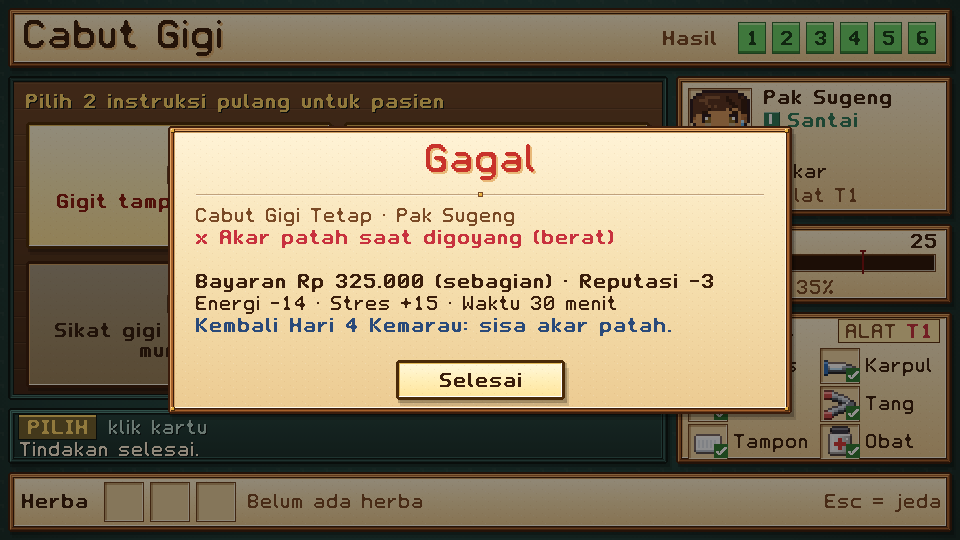 Cabut Gigi
Hasil 1 2 3 4 5 6
Pilih 2 instruksi pulang untuk pasien
Gigit tamp
Sikat gigi
mu
Pak Sugeng
Santai
kar
lat T1
25
35%
ALAT T1
s
Karpul
Tang
Tampon
Obat
Gagal
Cabut Gigi Tetap · Pak Sugeng
x Akar patah saat digoyang (berat)
Bayaran Rp 325.000 (sebagian) · Reputasi -3
Energi -14 · Stres +15 · Waktu 30 menit
Kembali Hari 4 Kemarau: sisa akar patah.
Selesai
PILIH klik kartu
Tindakan selesai.
Herba
Belum ada herba
Esc = jeda